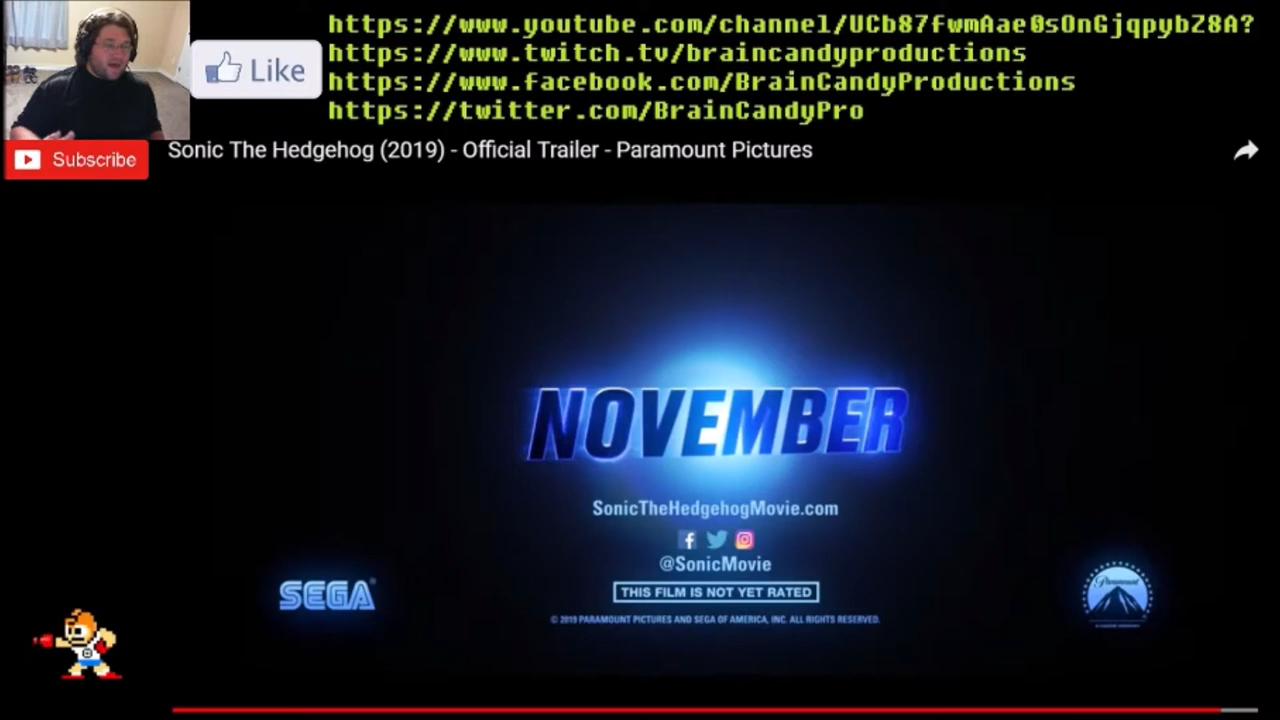 https://www.youtube.com/channel/UCb87fwmAae0sOnGjqpybZ8A?
https://www.twitch.tv/braincandyproductions
Like
https://www.facebook.com/BrainCandyProductions
https://twitter.com/BrainCandyPro
Subscribe
Sonic The Hedgehog (2019) - Official Trailer - Paramount Pictures
NOVEMBER
SonicTheHedgehogMovie.com
@SonicMovie
SEGA
Paramount
THIS FILM IS NOT YET RATED
© 2019 PARAMOUNT PICTURES AND SEGA OF AMERICA, INC. ALL RIGHTS RESERVED.